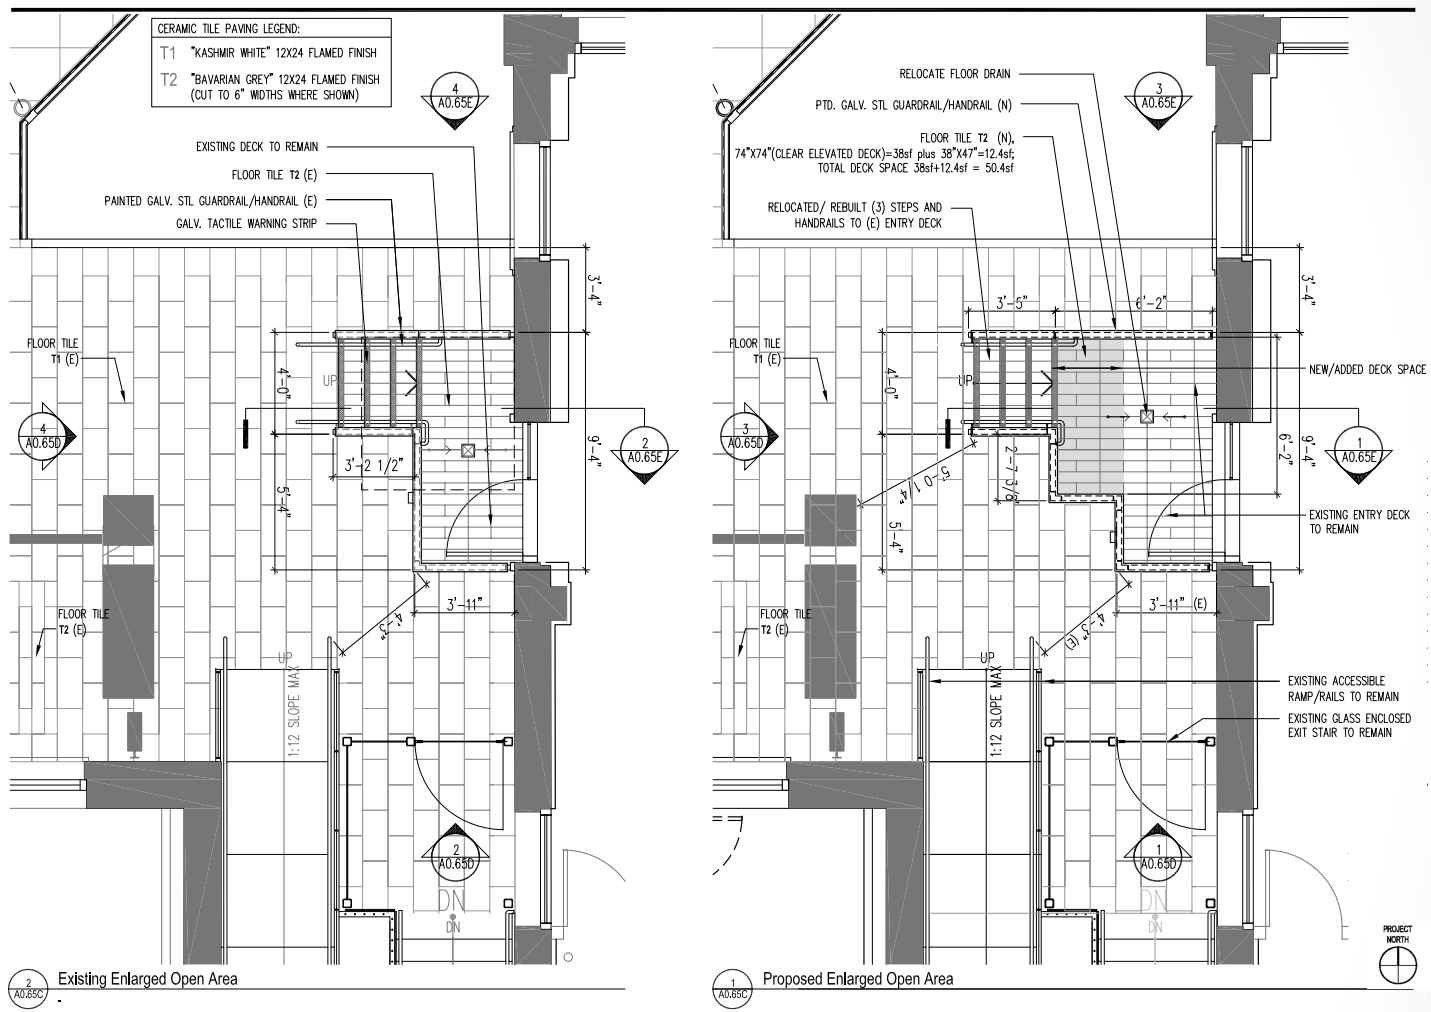 CERAMIC TILE PAVING LEGEND:
T1 "KASHMIR WHITE" 12X24 FLAMED FINISH
T2 "BAVARIAN GREY" 12X24 FLAMED FINISH
(CUT TO 6" WIDTHS WHERE SHOWN)
4
A0.65E
EXISTING DECK TO REMAIN
FLOOR TILE T2 (E)
PAINTED GALV. STL GUARDRAIL/HANDRAIL (E)
GALV. TACTILE WARNING STRIP
3'-4"
FLOOR TILE
T1 (E)
UP
4'-0"
4
A0.65D
2
A0.65E
9'-4"
3'-2 1/2"
5'-4"
3'-11"
4'-3"
FLOOR TILE
T2 (E)
UP
1:12 SLOPE MAX
2
A0.65D
DN
DN
2
A0.65C
Existing Enlarged Open Area
-
RELOCATE FLOOR DRAIN
PTD. GALV. STL GUARDRAIL/HANDRAIL (N)
3
A0.65E
FLOOR TILE T2 (N),
74"X74"(CLEAR ELEVATED DECK)=38sf plus 38"X47"=12.4sf;
TOTAL DECK SPACE 38sf+12.4sf = 50.4sf
RELOCATED/ REBUILT (3) STEPS AND
HANDRAILS TO (E) ENTRY DECK
3'-4"
3'-5"
6'-2"
FLOOR TILE
T1 (E)
UP
4'-0"
NEW/ADDED DECK SPACE
3
A0.65D
1
A0.65E
6'-2"
9'-4"
2'-7 3/8"
5'-0 1/4"
5'-4"
EXISTING ENTRY DECK
TO REMAIN
3'-11" (E)
4'-3" (E)
FLOOR TILE
T2 (E)
UP
1:12 SLOPE MAX
EXISTING ACCESSIBLE
RAMP/RAILS TO REMAIN
EXISTING GLASS ENCLOSED
EXIT STAIR TO REMAIN
1
A0.65D
DN
DN
PROJECT
NORTH
1
A0.65C
Proposed Enlarged Open Area